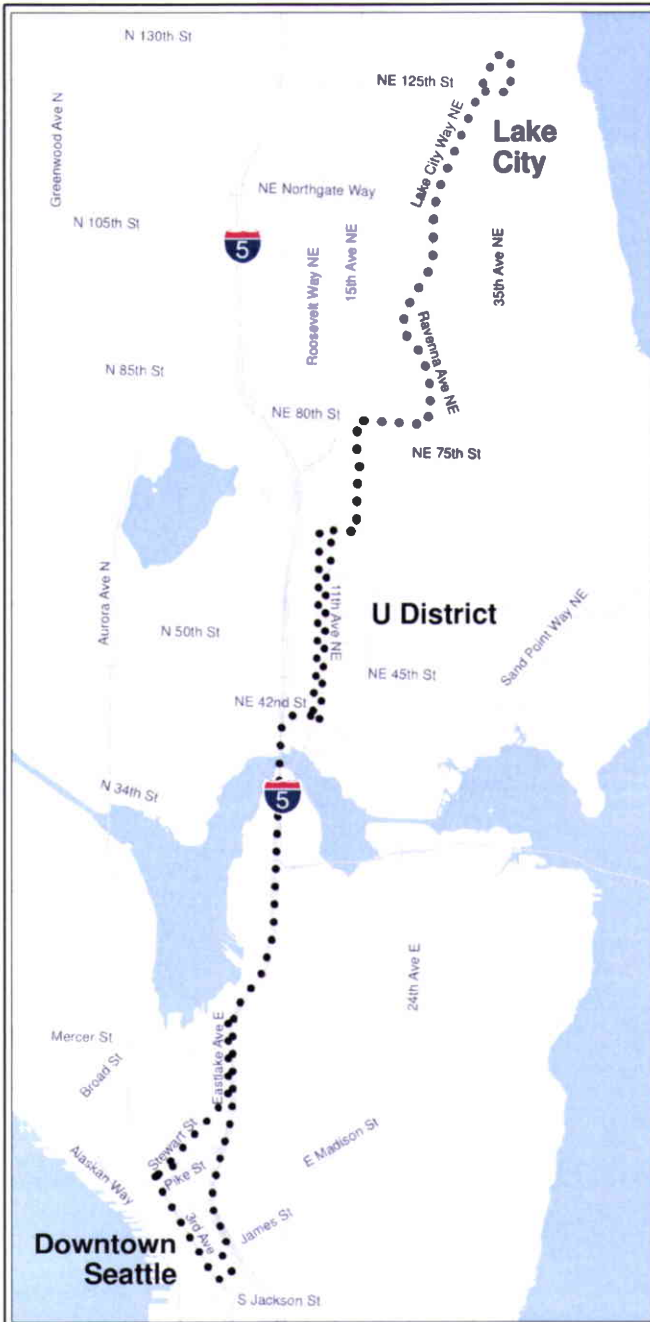 N 130th St
NE 125th St
Greenwood Ave N
Lake City Way NE
Lake
City
NE Northgate Way
N 105th St
5
Roosevelt Way NE
15th Ave NE
35th Ave NE
Ravenna Ave NE
N 85th St
NE 80th St
NE 75th St
Aurora Ave N
11th Ave NE
U District
N 50th St
Sand Point Way NE
NE 45th St
NE 42nd St
N 34th St
5
24th Ave E
Eastlake Ave E
Mercer St
Broad St
Stewart St
E Madison St
Alaskan Way
Pike St
3rd Ave
James St
Downtown
Seattle
S Jackson St